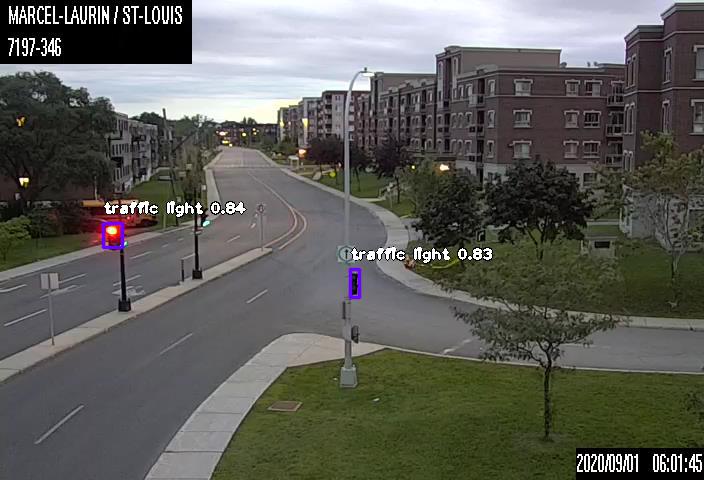 MARCEL-LAURIN / ST-LOUIS
7197-346
traffic light 0.84
traffic light 0.83
2020/09/01 06:01:45